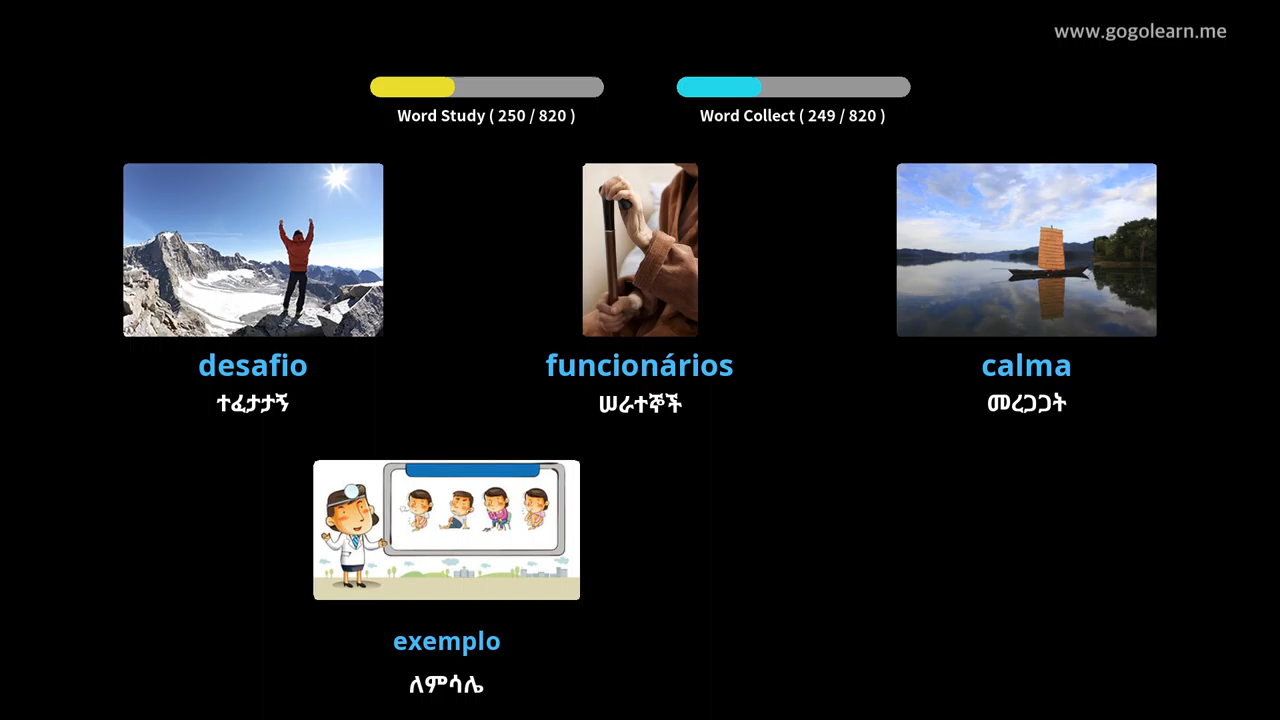 www.gogolearn.me
Word Study ( 250 / 820 )
Word Collect ( 249 / 820 )
desafio
ተፈታታኝ
funcionários
ሠራተኞች
calma
መረጋጋት
exemplo
ለምሳሌ